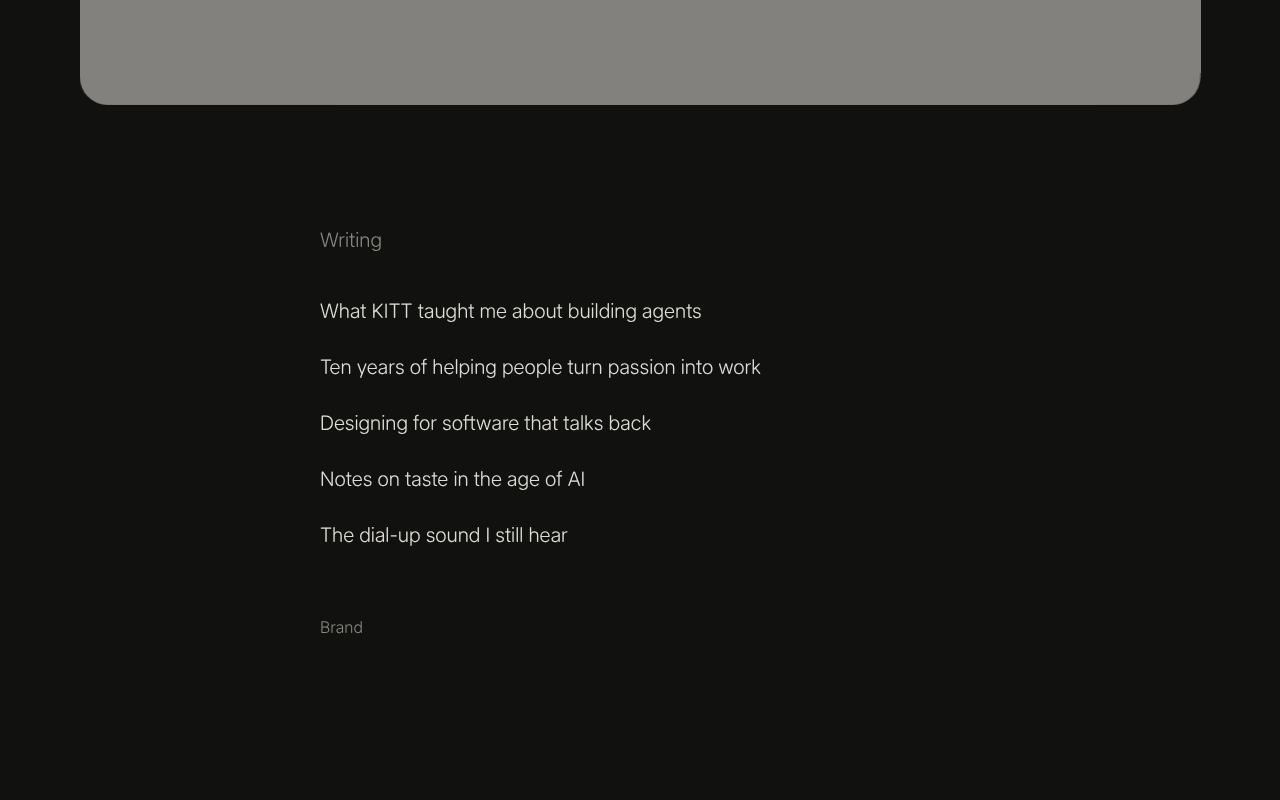 Writing
What KITT taught me about building agents
Ten years of helping people turn passion into work
Designing for software that talks back
Notes on taste in the age of AI
The dial-up sound I still hear
Brand